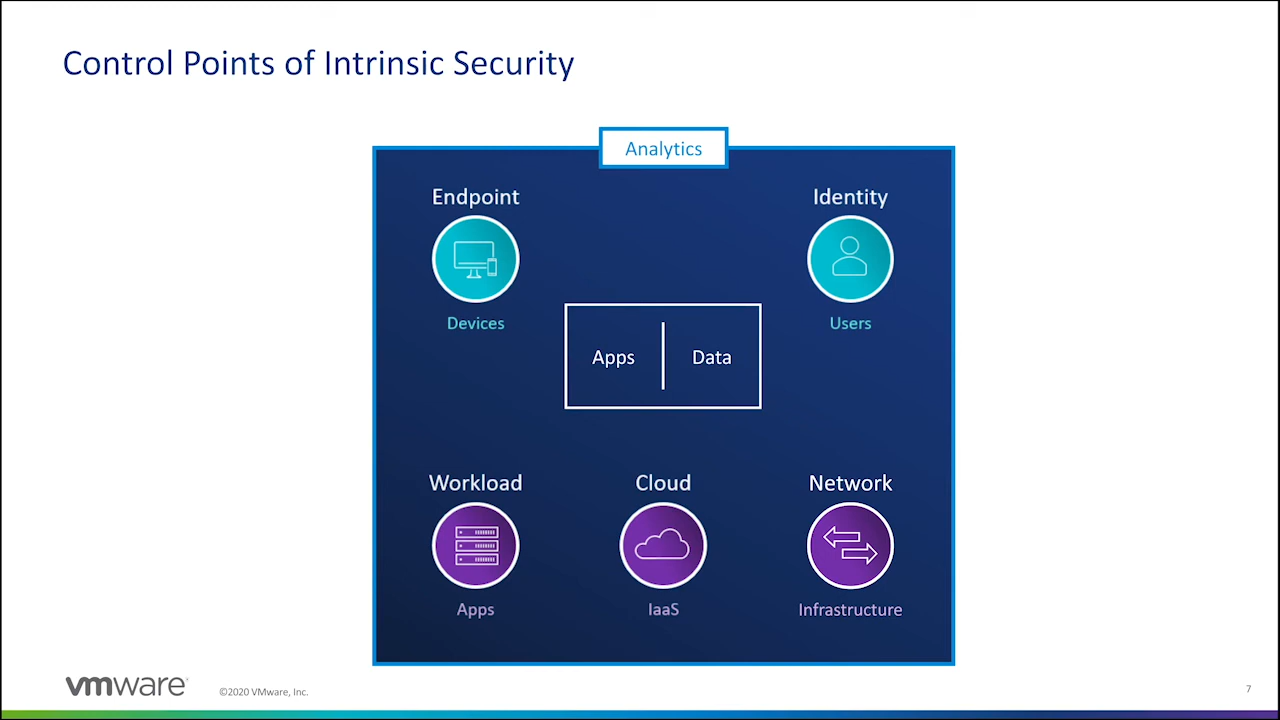 Control Points of Intrinsic Security
Analytics
Endpoint
Identity
Devices
Users
Apps
Data
Workload
Cloud
Network
Apps
IaaS
Infrastructure
vmware
©2020 VMware, Inc.
7